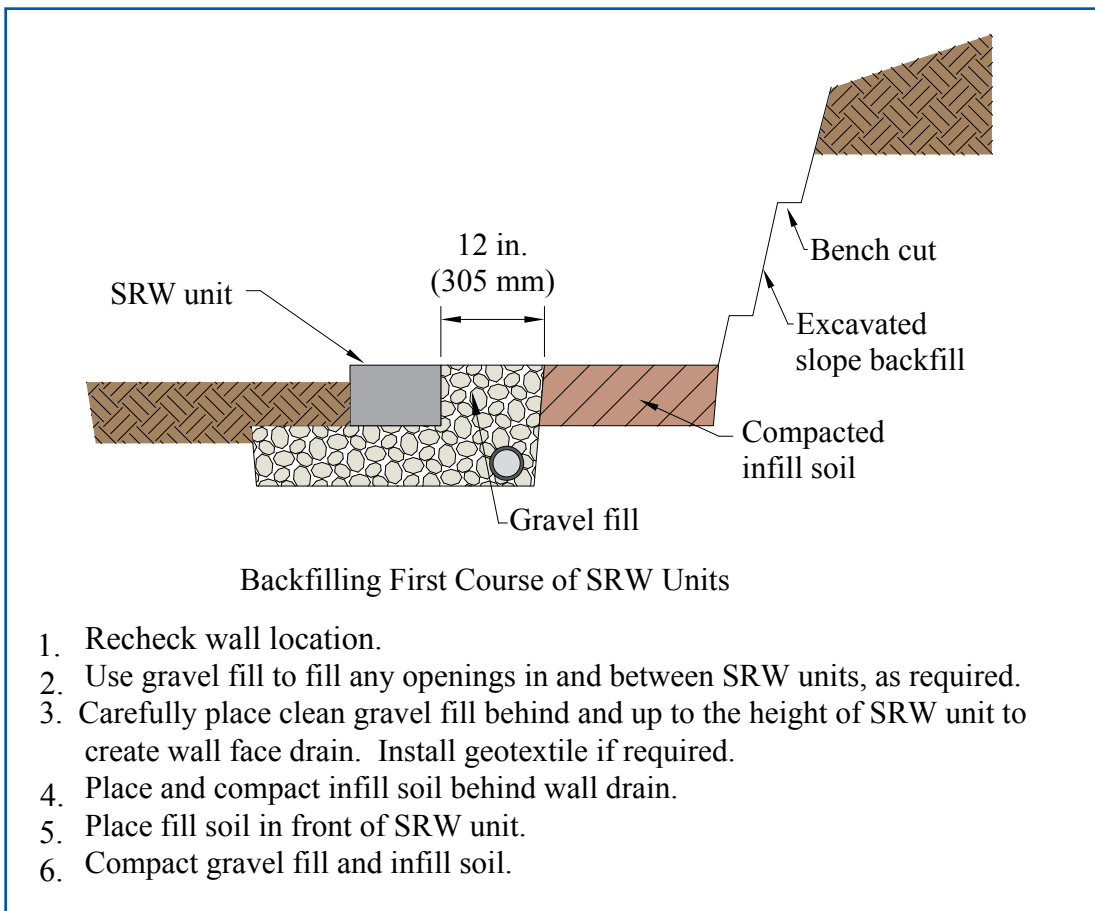 12 in.
(305 mm)
SRW unit
Bench cut
Excavated
slope backfill
Compacted
infill soil
Gravel fill
Backfilling First Course of SRW Units
1. Recheck wall location.
2. Use gravel fill to fill any openings in and between SRW units, as required.
3. Carefully place clean gravel fill behind and up to the height of SRW unit to
create wall face drain.  Install geotextile if required.
4. Place and compact infill soil behind wall drain.
5. Place fill soil in front of SRW unit.
6. Compact gravel fill and infill soil.